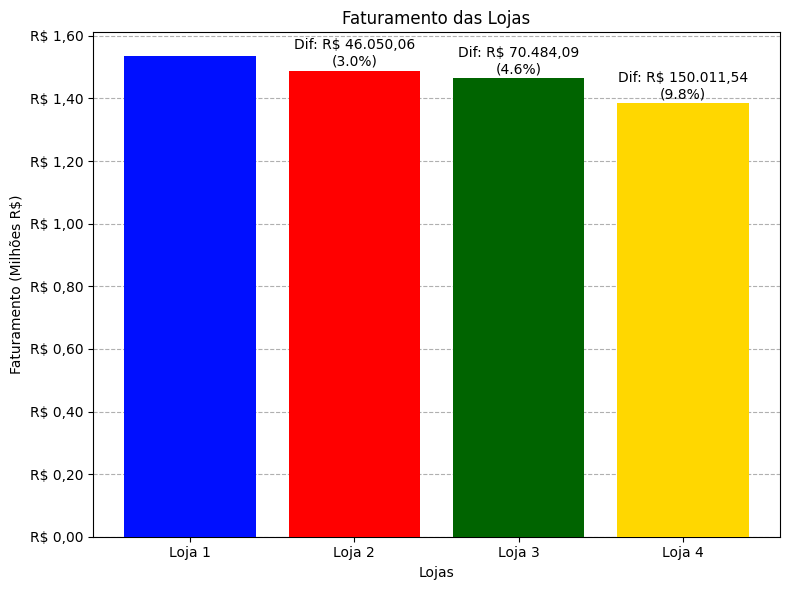 Faturamento das Lojas
R$ 1,60
Dif: R$ 46.050,06
(3.0%)
Dif: R$ 70.484,09
(4.6%)
Dif: R$ 150.011,54
(9.8%)
R$ 1,40
R$ 1,20
R$ 1,00
R$ 0,80
R$ 0,60
R$ 0,40
R$ 0,20
R$ 0,00
Faturamento (Milhões R$)
Loja 1
Loja 2
Loja 3
Loja 4
Lojas